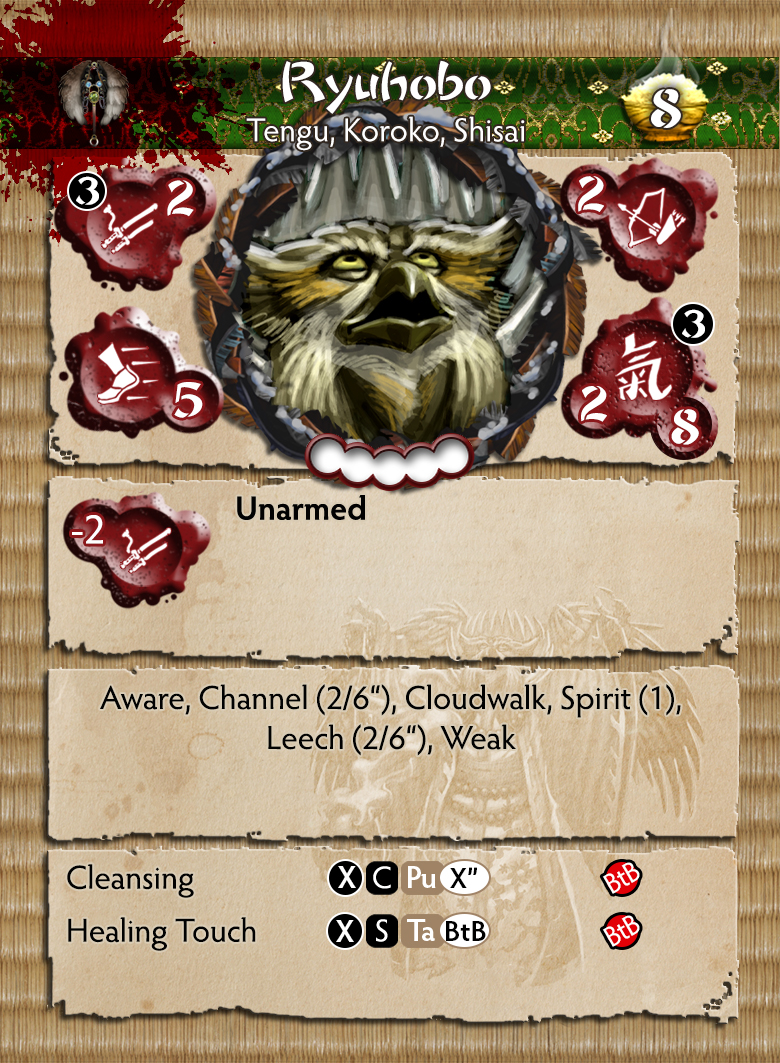 Ryuhobo
8
Tengu, Koroko, Shisai
3 2
2
5
氣
3
2
8
-2
Unarmed
Aware, Channel (2/6“), Cloudwalk, Spirit (1),
Leech (2/6“), Weak
Cleansing X C Pu X” BtB
Healing Touch X S Ta BtB BtB